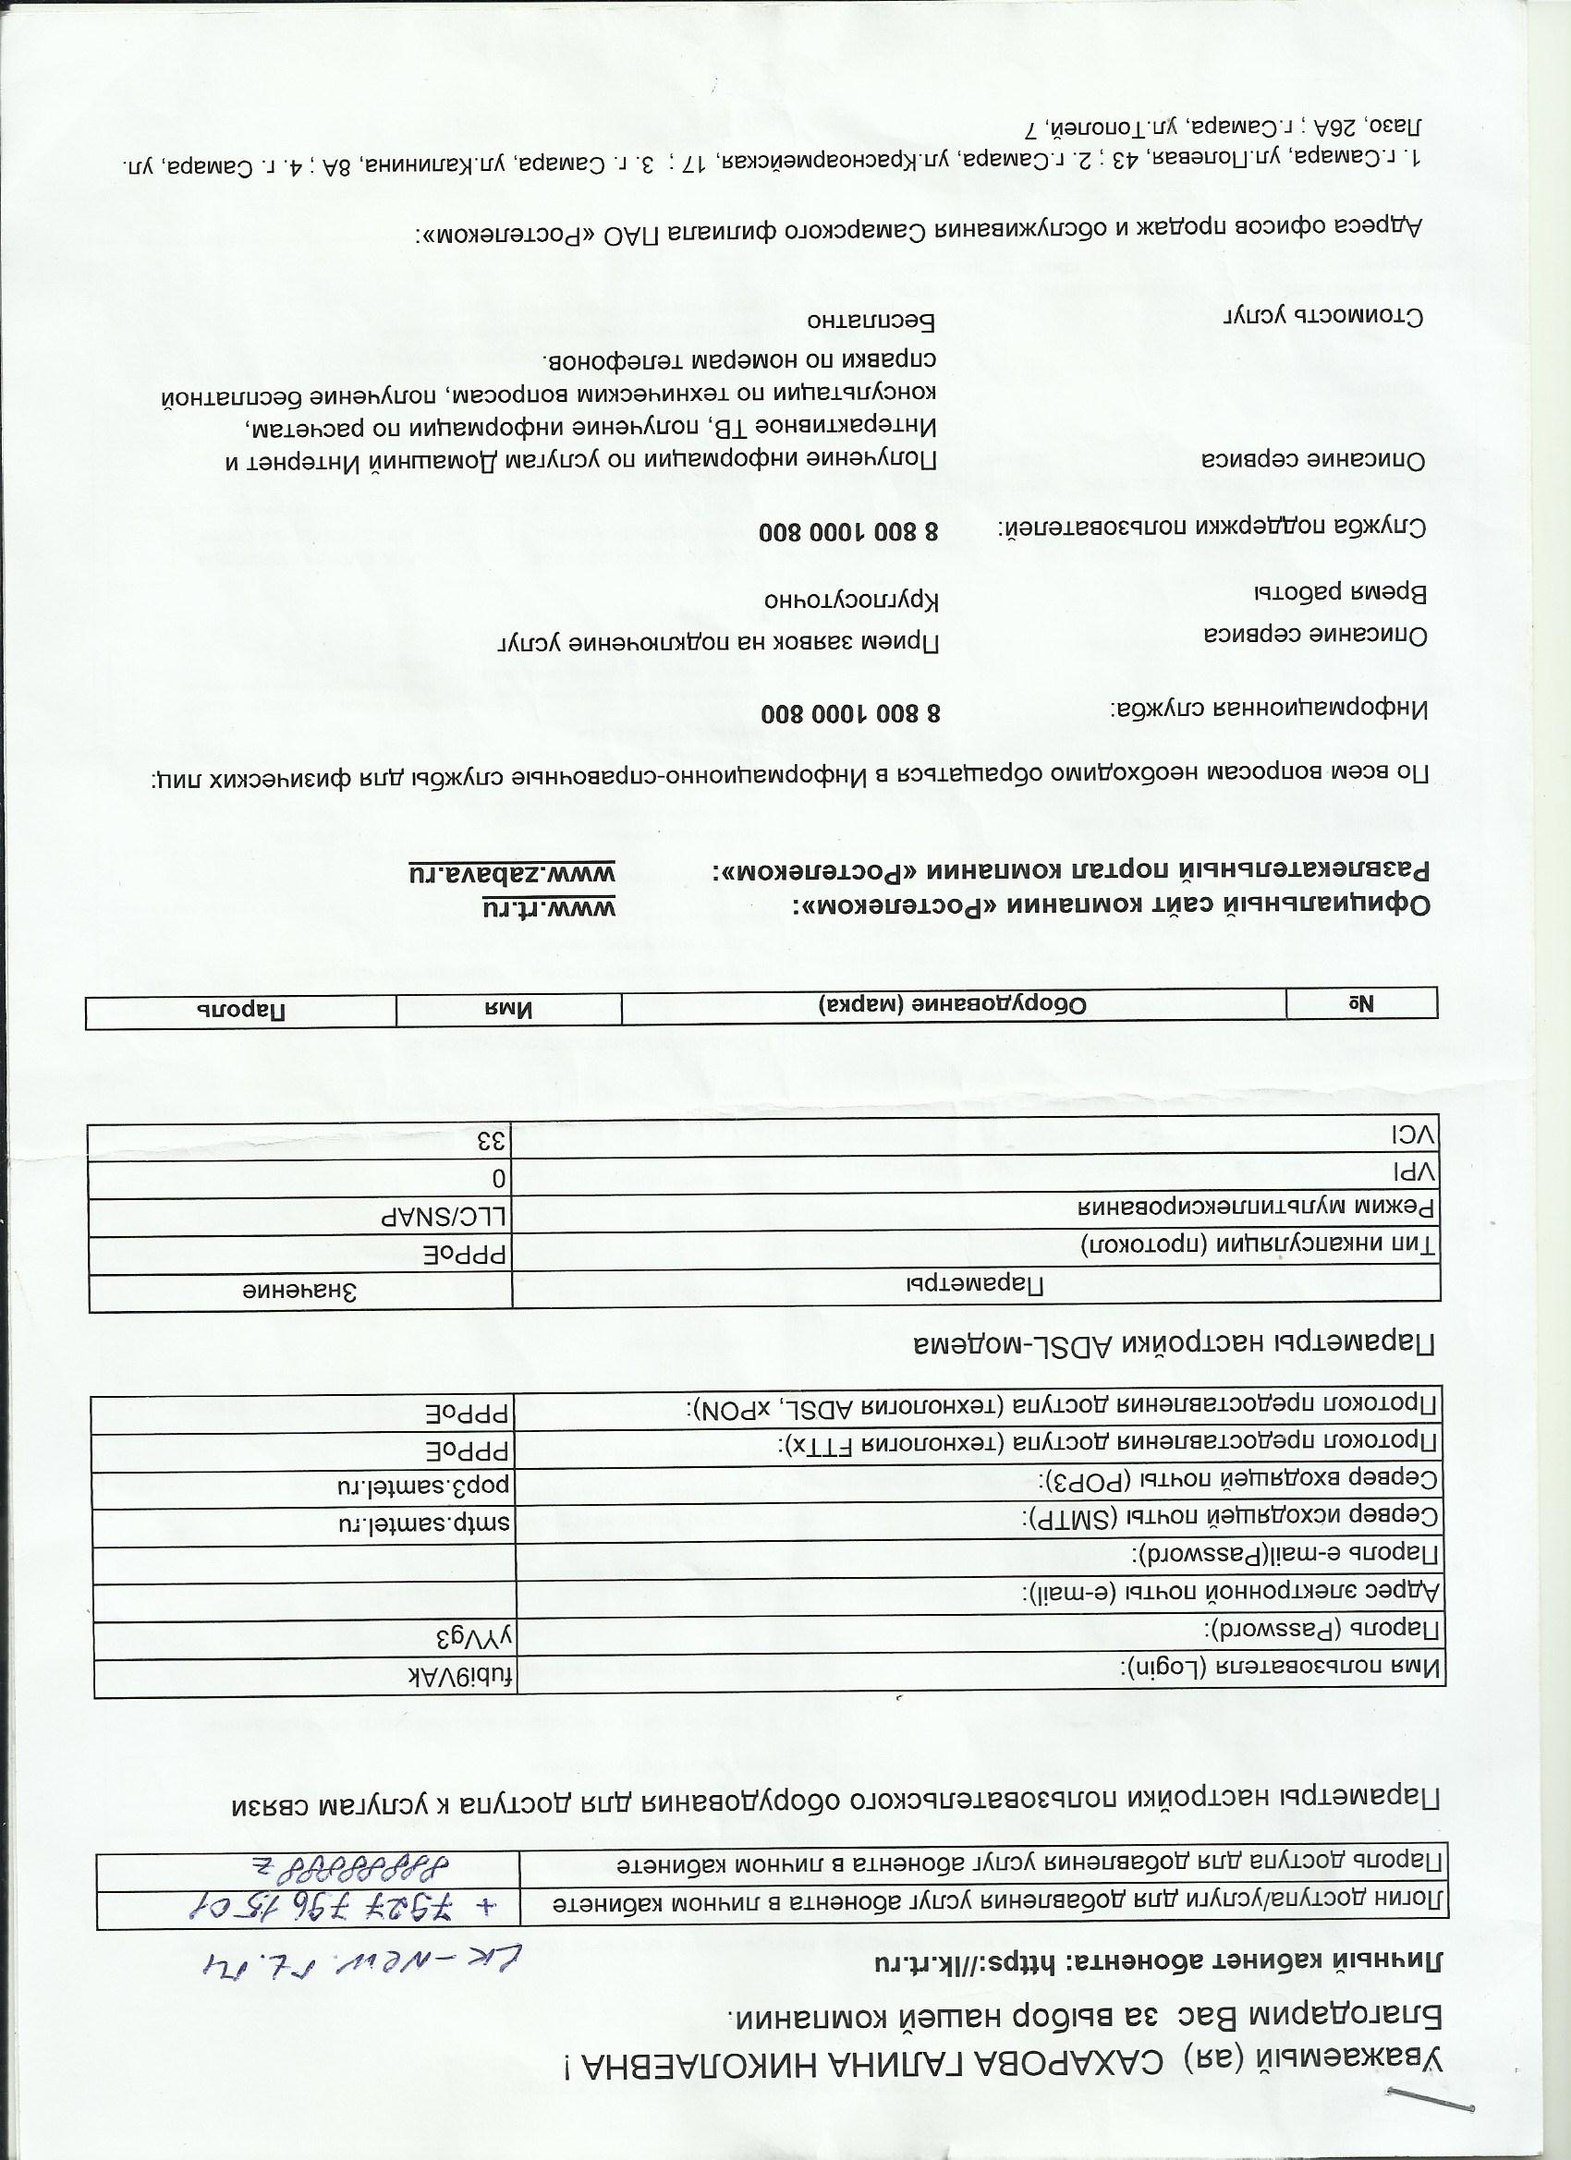 Уважаемый (ая) САХАРОВА ГАЛИНА НИКОЛАЕВНА !
Благодарим Вас за выбор нашей компании.
Личный кабинет абонента: https://lk.rt.ru LK-NEW.rt.ru
Логин доступа/услуги для добавления услуг абонента в личном кабинете + 7927 796 1501
Пароль доступа для добавления услуг абонента в личном кабинете 88888888z
Параметры настройки пользовательского оборудования для доступа к услугам связи
Имя пользователя (Login): fubi9VAk
Пароль (Password): yYVg3
Адрес электронной почты (e-mail):
Пароль e-mail(Password):
Сервер исходящей почты (SMTP): smtp.samtel.ru
Сервер входящей почты (POP3): pop3.samtel.ru
Протокол предоставления доступа (технология FTTx): PPPoE
Протокол предоставления доступа (технология ADSL, xPON): PPPoE
Параметры настройки ADSL-модема
Параметры Значение
Тип инкапсуляции (протокол) PPPoE
Режим мультиплексирования LLC/SNAP
VPI 0
VCI 33
№ Оборудование (марка) Имя Пароль
Официальный сайт компании «Ростелеком»: www.rt.ru
Развлекательный портал компании «Ростелеком»: www.zabava.ru
По всем вопросам необходимо обращаться в Информационно-справочные службы для физических лиц:
Информационная служба: 8 800 1000 800
Описание сервиса Прием заявок на подключение услуг
Время работы Круглосуточно
Служба поддержки пользователей: 8 800 1000 800
Описание сервиса Получение информации по услугам Домашний Интернет и
Интерактивное ТВ, получение информации по расчетам,
консультации по техническим вопросам, получение бесплатной
справки по номерам телефонов.
Стоимость услуг Бесплатно
Адреса офисов продаж и обслуживания Самарского филиала ПАО «Ростелеком»:
1. г.Самара, ул.Полевая, 43 ; 2. г.Самара, ул.Красноармейская, 17 ; 3. г. Самара, ул.Калинина, 8А ; 4. г. Самара, ул.
Лазо, 26А ; г.Самара, ул.Тополей, 7